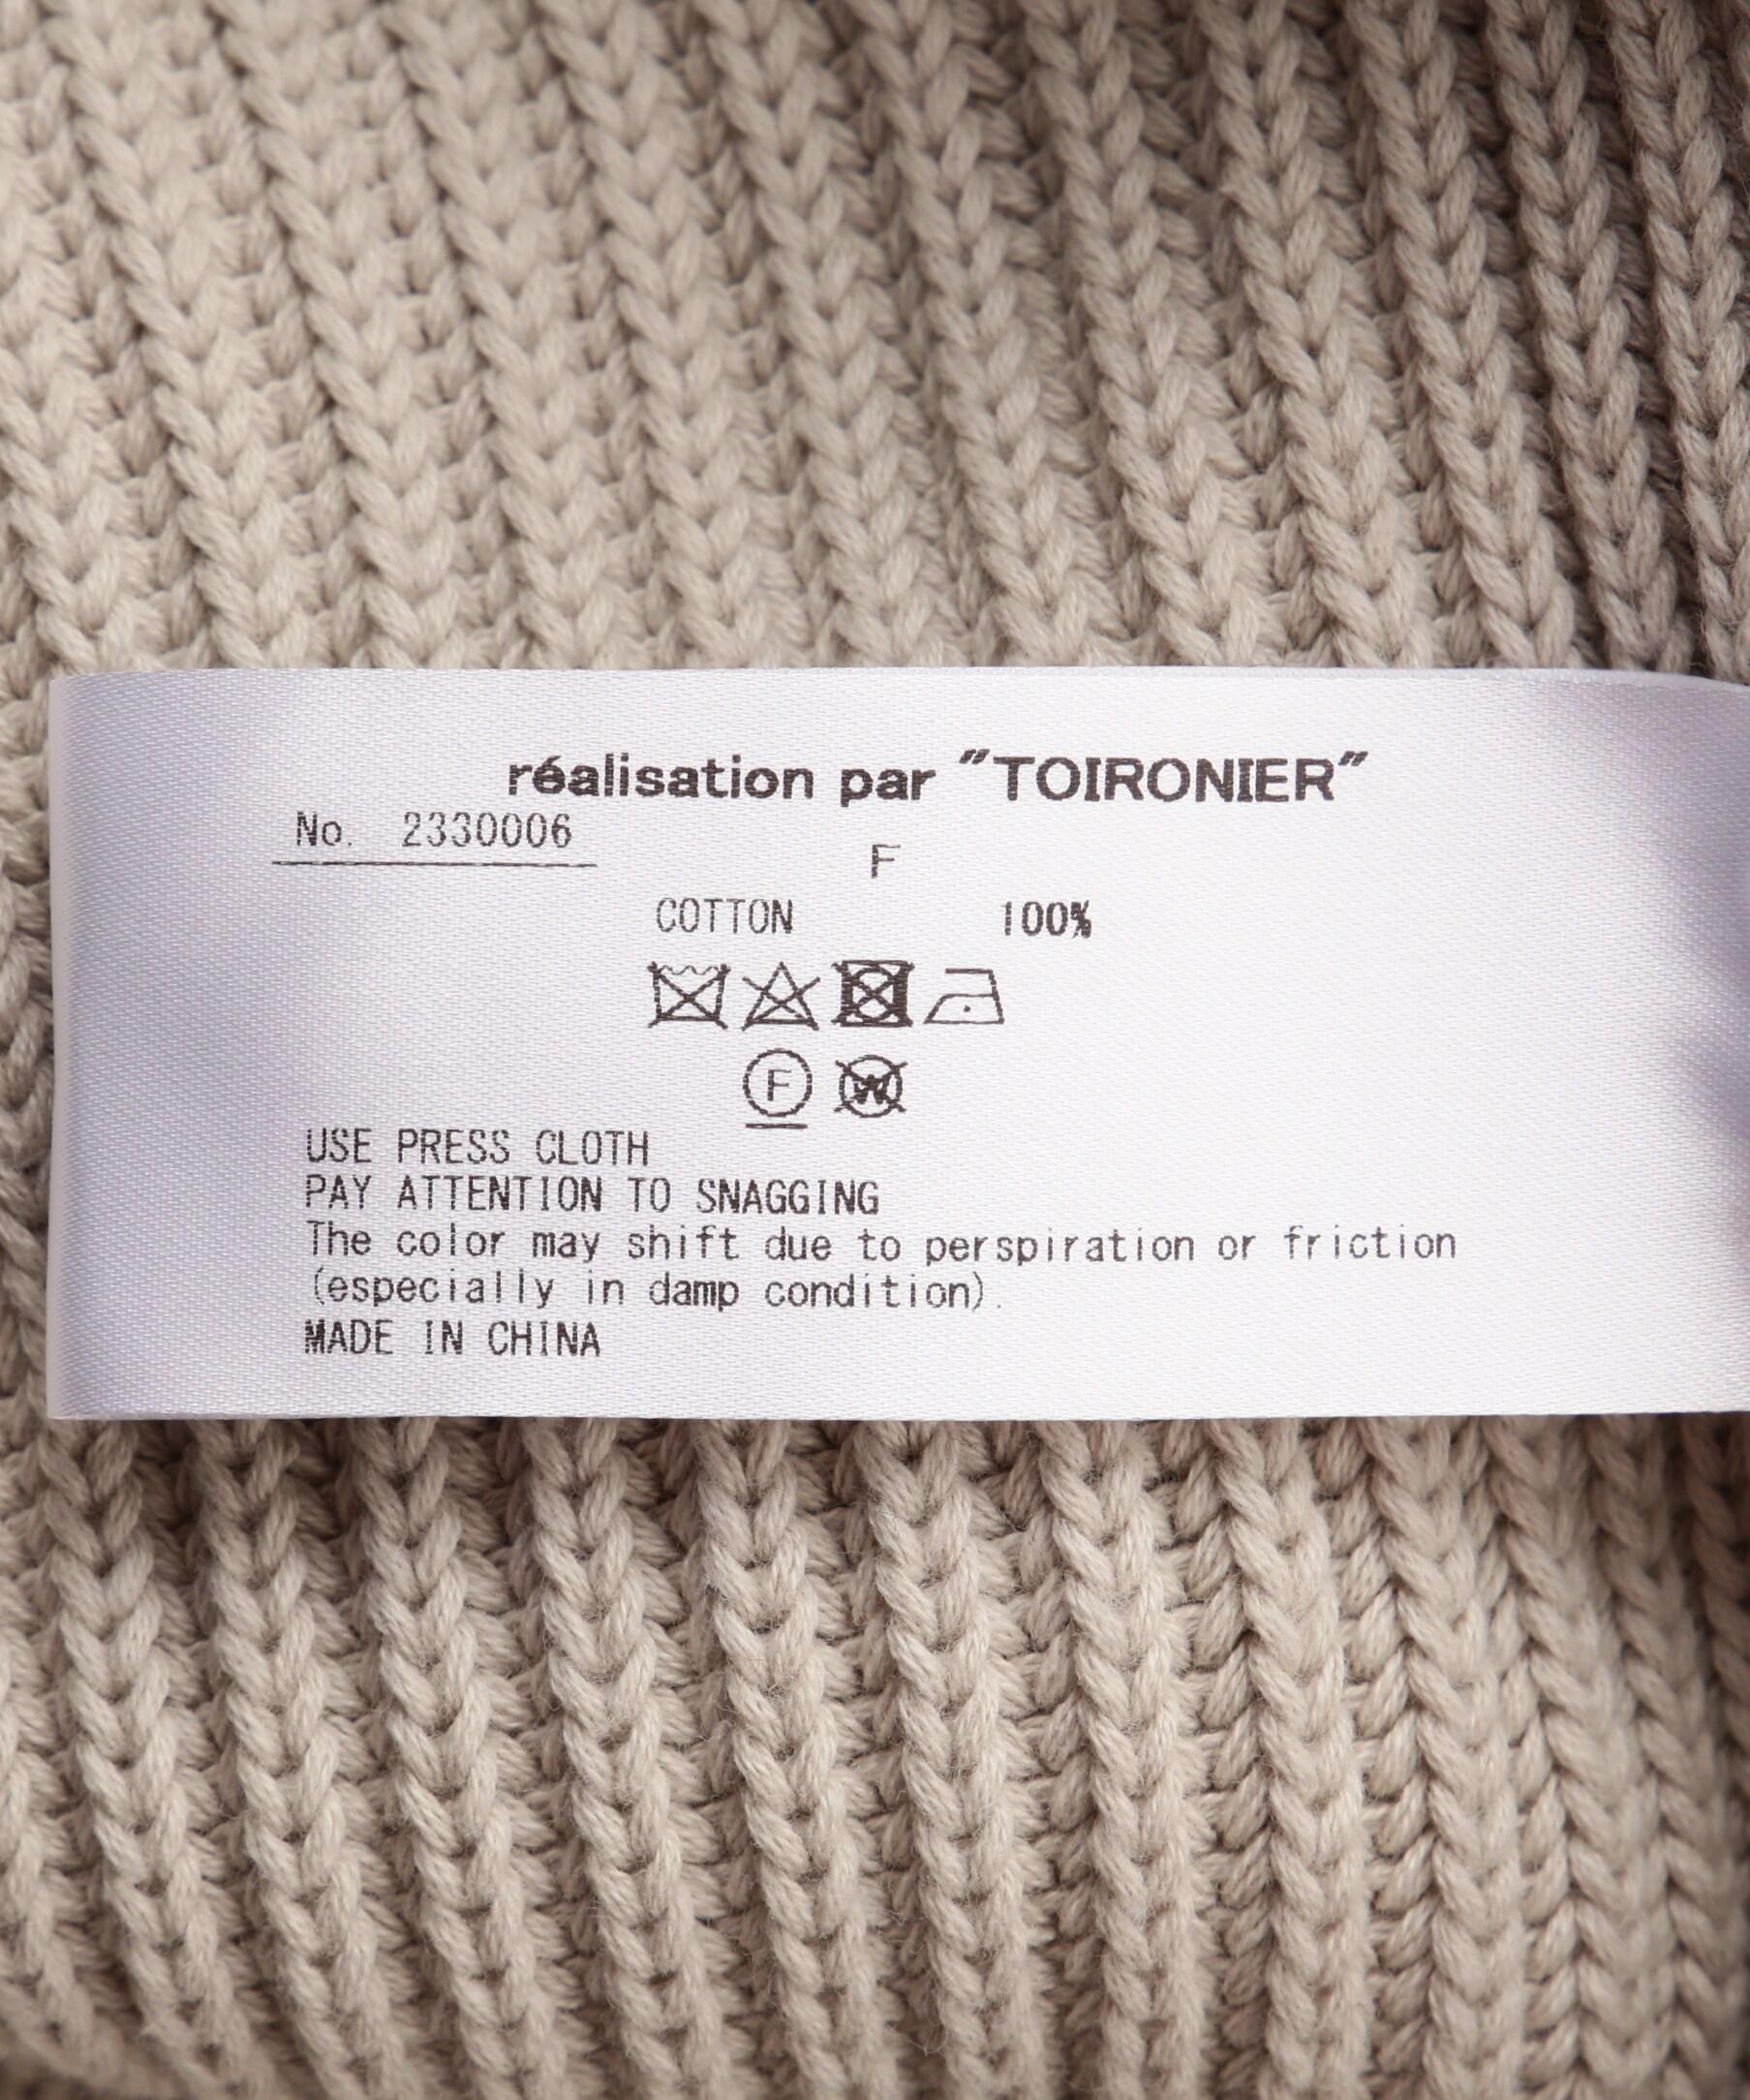 réalisation par "TOIRONIER"
No. 2330006
F
COTTON 100%
F W
USE PRESS CLOTH
PAY ATTENTION TO SNAGGING
The color may shift due to perspiration or friction
(especially in damp condition).
MADE IN CHINA